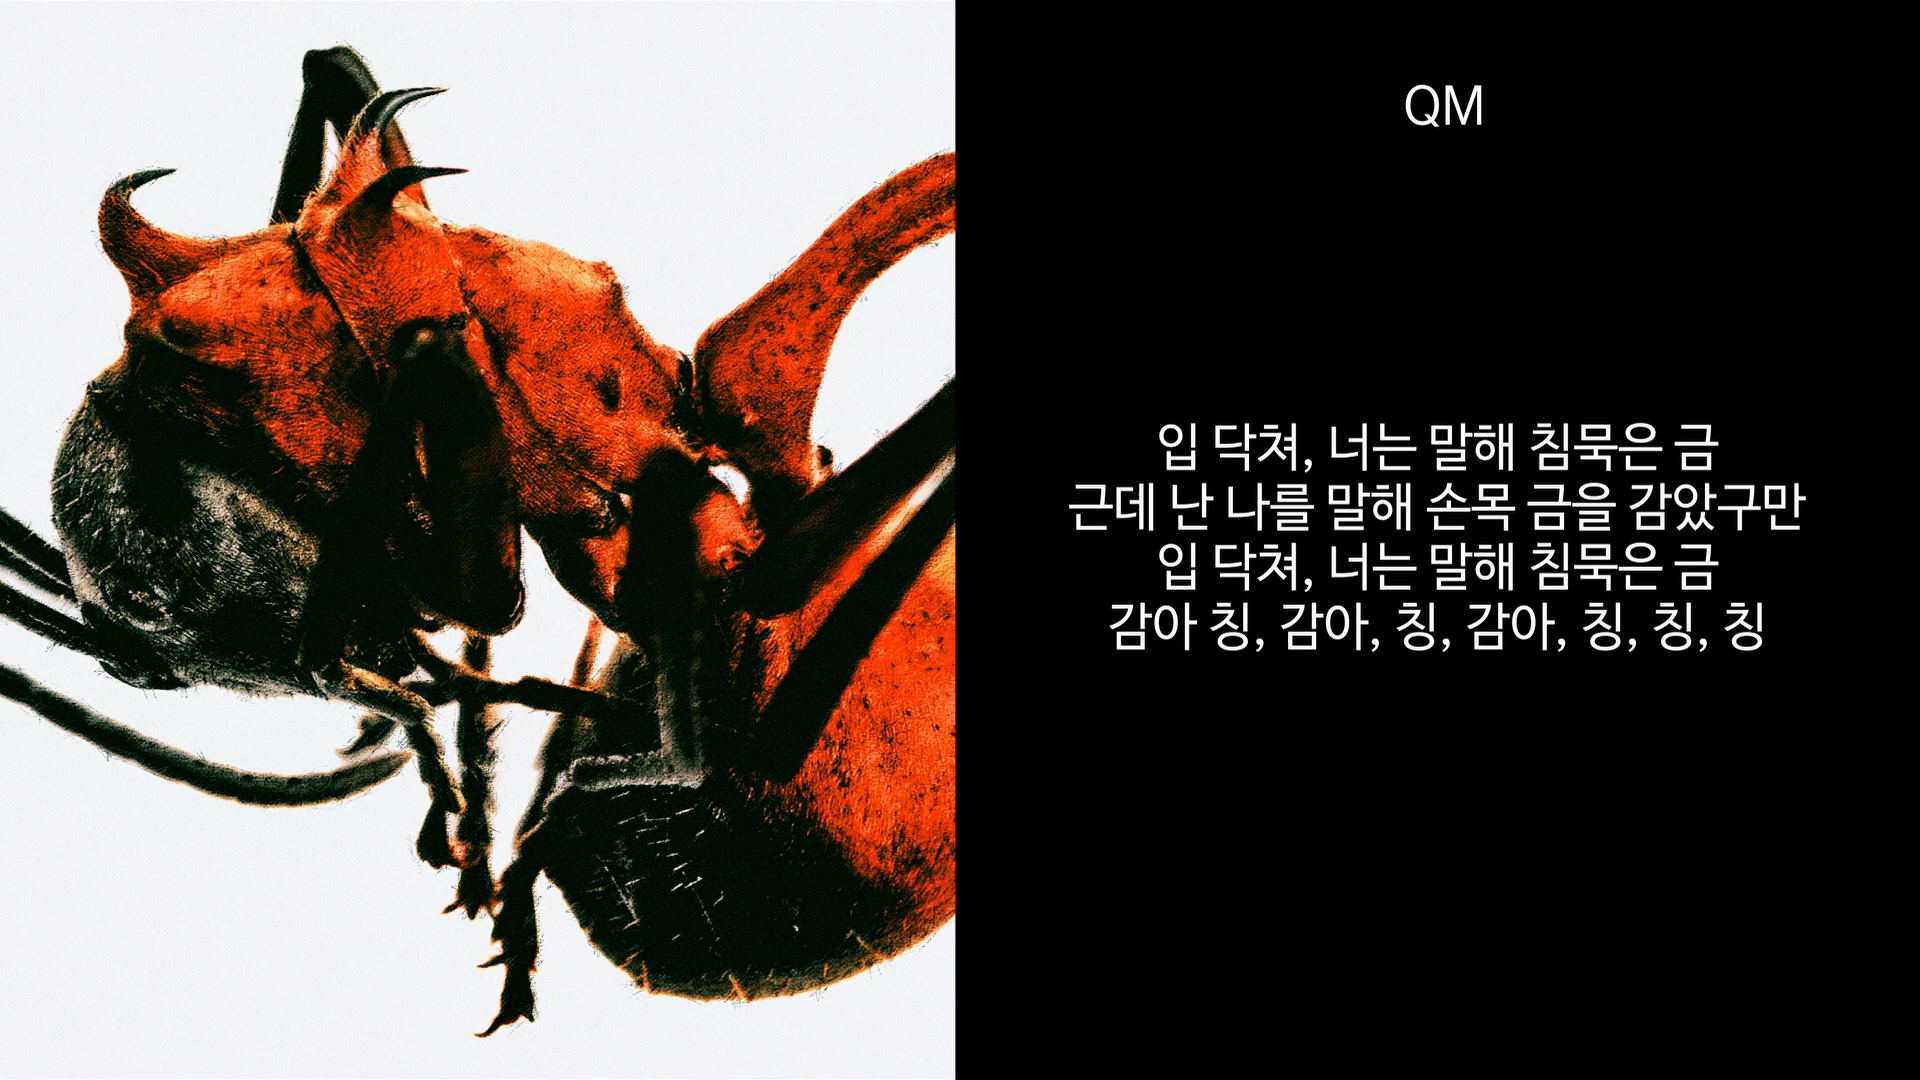 QM
입 닥쳐, 너는 말해 침묵은 금
근데 난 나를 말해 손목 금을 감았구만
입 닥쳐, 너는 말해 침묵은 금
감아 칭, 감아, 칭, 감아, 칭, 칭, 칭